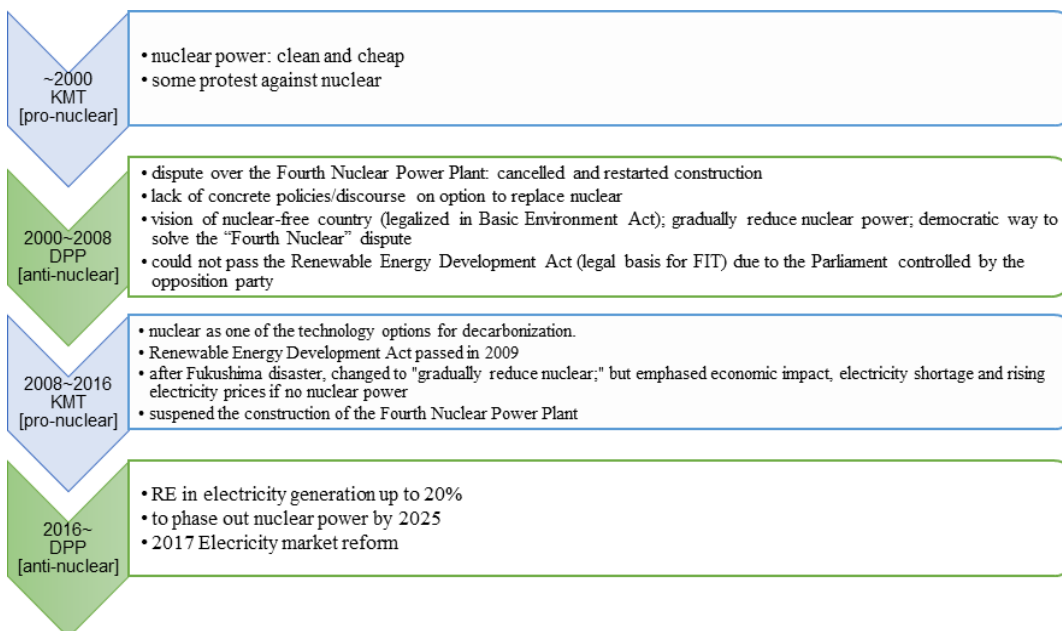 ~2000
KMT
[pro-nuclear]
• nuclear power: clean and cheap
• some protest against nuclear
2000~2008
DPP
[anti-nuclear]
• dispute over the Fourth Nuclear Power Plant: cancelled and restarted construction
• lack of concrete policies/discourse on option to replace nuclear
• vision of nuclear-free country (legalized in Basic Environment Act); gradually reduce nuclear power; democratic way to
solve the “Fourth Nuclear” dispute
• could not pass the Renewable Energy Development Act (legal basis for FIT) due to the Parliament controlled by the
opposition party
2008~2016
KMT
[pro-nuclear]
• nuclear as one of the technology options for decarbonization.
• Renewable Energy Development Act passed in 2009
• after Fukushima disaster, changed to "gradually reduce nuclear;" but emphased economic impact, electricity shortage and rising
electricity prices if no nuclear power
• suspened the construction of the Fourth Nuclear Power Plant
2016~
DPP
[anti-nuclear]
• RE in electricity generation up to 20%
• to phase out nuclear power by 2025
• 2017 Elecricity market reform